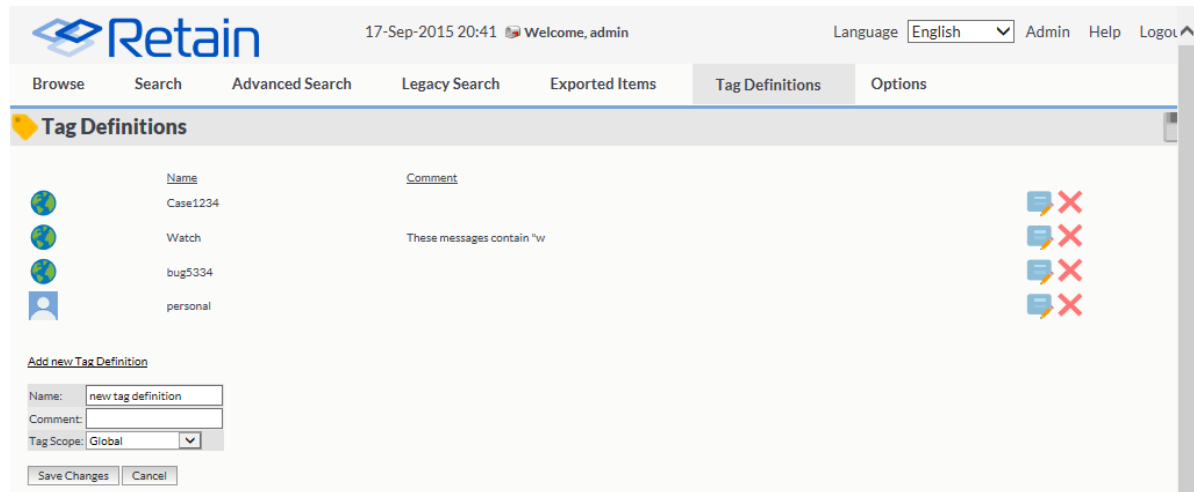 Retain 17-Sep-2015 20:41 Welcome, admin Language English Admin Help Logou
Browse Search Advanced Search Legacy Search Exported Items Tag Definitions Options
Tag Definitions
Name Comment
Case1234
Watch These messages contain "w
bug5334
personal
Add new Tag Definition
Name: new tag definition
Comment:
Tag Scope: Global
Save Changes Cancel